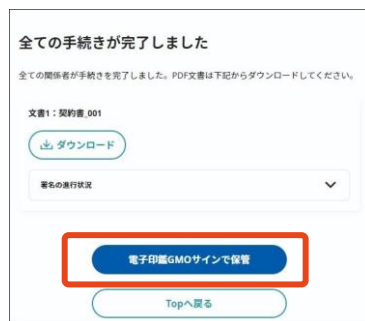 全ての手続きが完了しました
全ての関係者が手続きを完了しました。PDF文書は下記からダウンロードしてください。
文書1：契約書_001
ダウンロード
署名の進行状況
電子印鑑GMOサインで保管
Topへ戻る